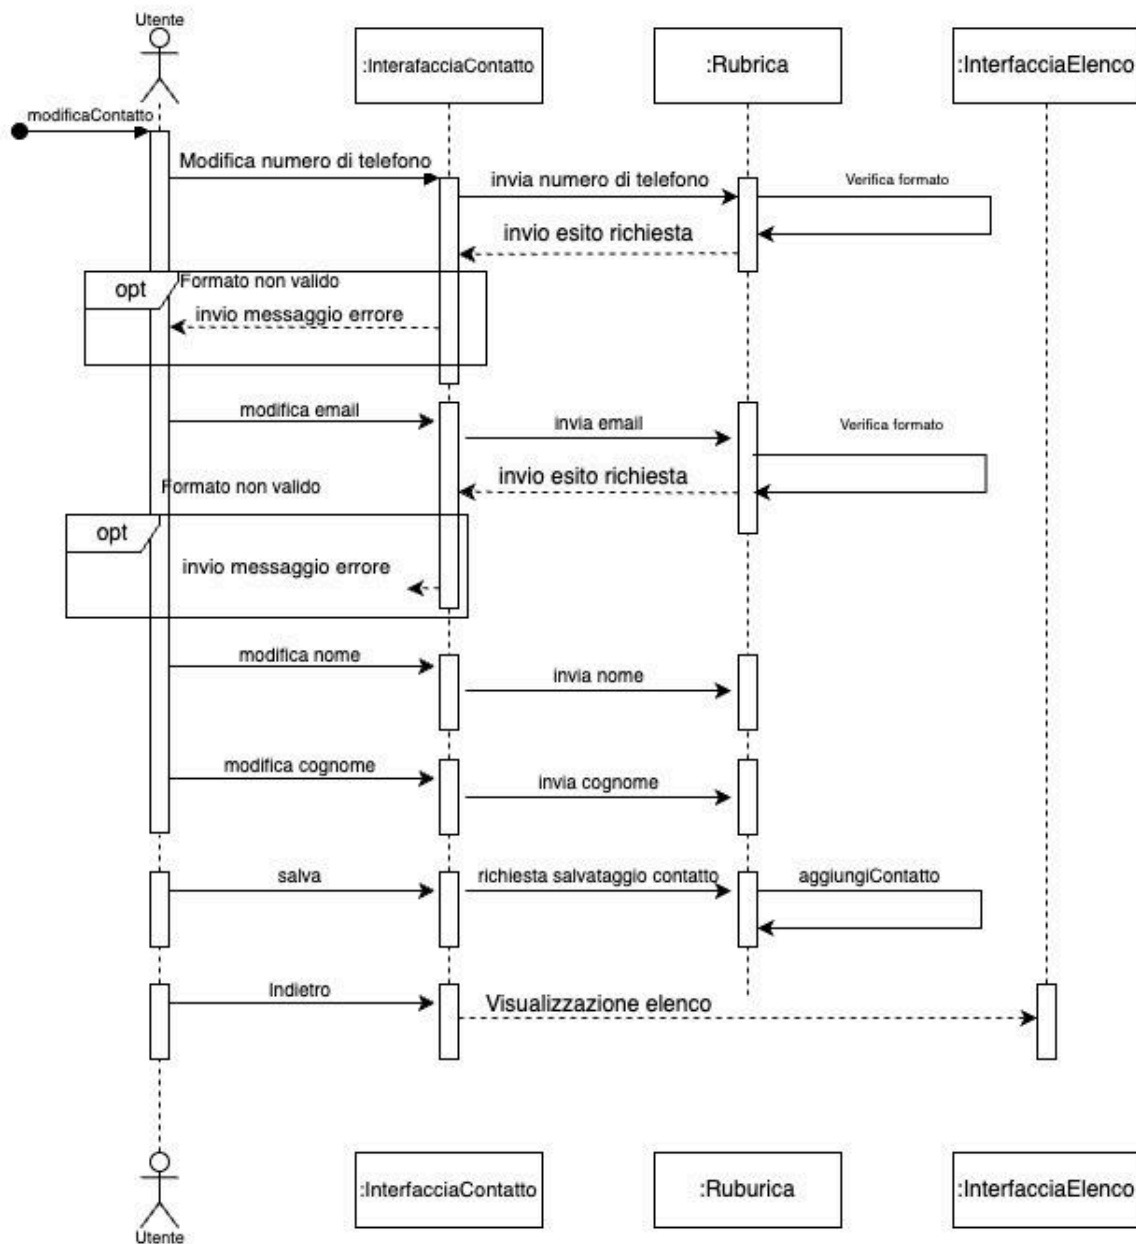 Utente
:InterafacciaContatto
:Rubrica
:InterfacciaElenco
modificaContatto
Modifica numero di telefono
invia numero di telefono
Verifica formato
invio esito richiesta
opt
Formato non valido
invio messaggio errore
modifica email
invia email
Verifica formato
invio esito richiesta
Formato non valido
opt
invio messaggio errore
modifica nome
invia nome
modifica cognome
invia cognome
salva
richiesta salvataggio contatto
aggiungiContatto
Indietro
Visualizzazione elenco
:InterfacciaContatto
:Ruburica
:InterfacciaElenco
Utente